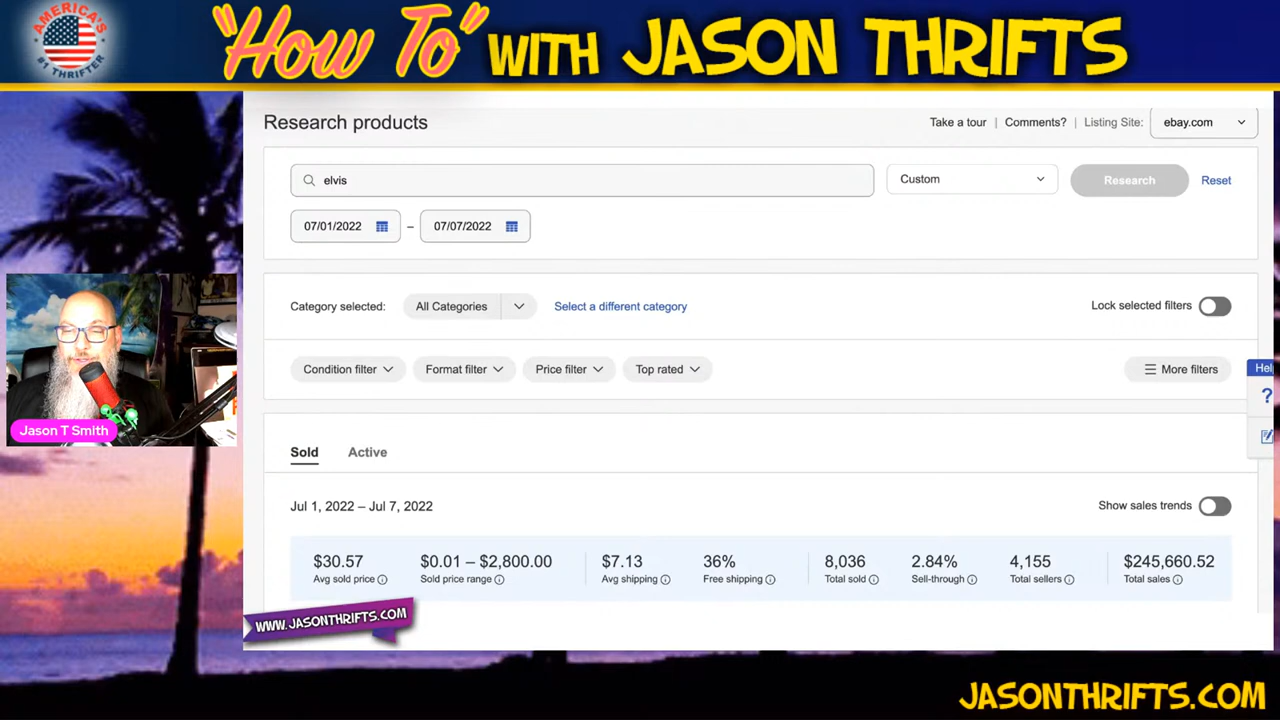 AMERICA'S
#1 THRIFTER
"How To" WITH JASON THRIFTS
Research products
Take a tour | Comments? | Listing Site: ebay.com
elvis
Custom
Research
Reset
07/01/2022 – 07/07/2022
Category selected: All Categories Select a different category
Lock selected filters
Condition filter Format filter Price filter Top rated
More filters
Hel
?
Jason T Smith
Sold Active
Jul 1, 2022 – Jul 7, 2022
Show sales trends
$30.57 $0.01 – $2,800.00 $7.13 36% 8,036 2.84% 4,155 $245,660.52
Avg sold price Sold price range Avg shipping Free shipping Total sold Sell-through Total sellers Total sales
WWW.JASONTHRIFTS.COM
JASONTHRIFTS.COM